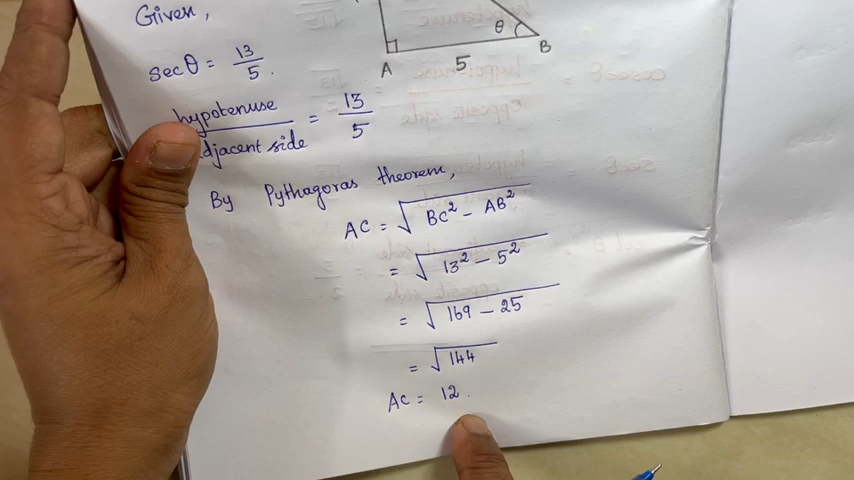 Given,
sec θ = 13/5.
hypotenuse/adjacent side = 13/5
θ
A 5 B
By Pythagoras theorem,
AC = √(BC² - AB²)
= √(13² - 5²)
= √(169 - 25)
= √144
AC = 12.